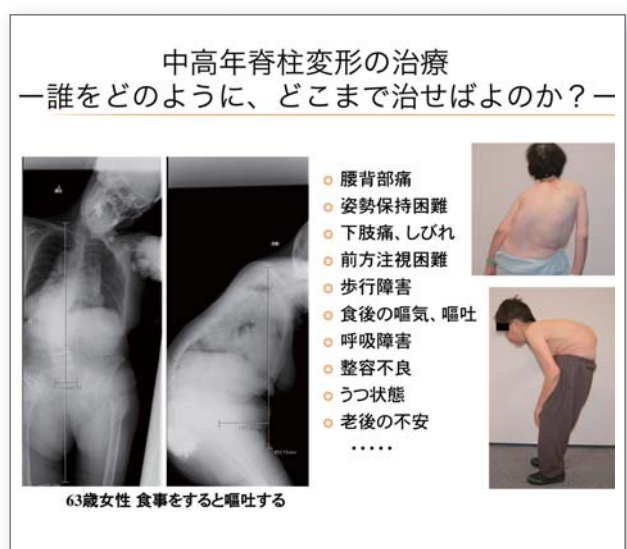 中高年脊柱変形の治療
ー誰をどのように、どこまで治せばよのか？ー
腰背部痛
姿勢保持困難
下肢痛、しびれ
前方注視困難
歩行障害
食後の嘔気、嘔吐
呼吸障害
整容不良
うつ状態
老後の不安
・・・・・
63歳女性 食事をすると嘔吐する